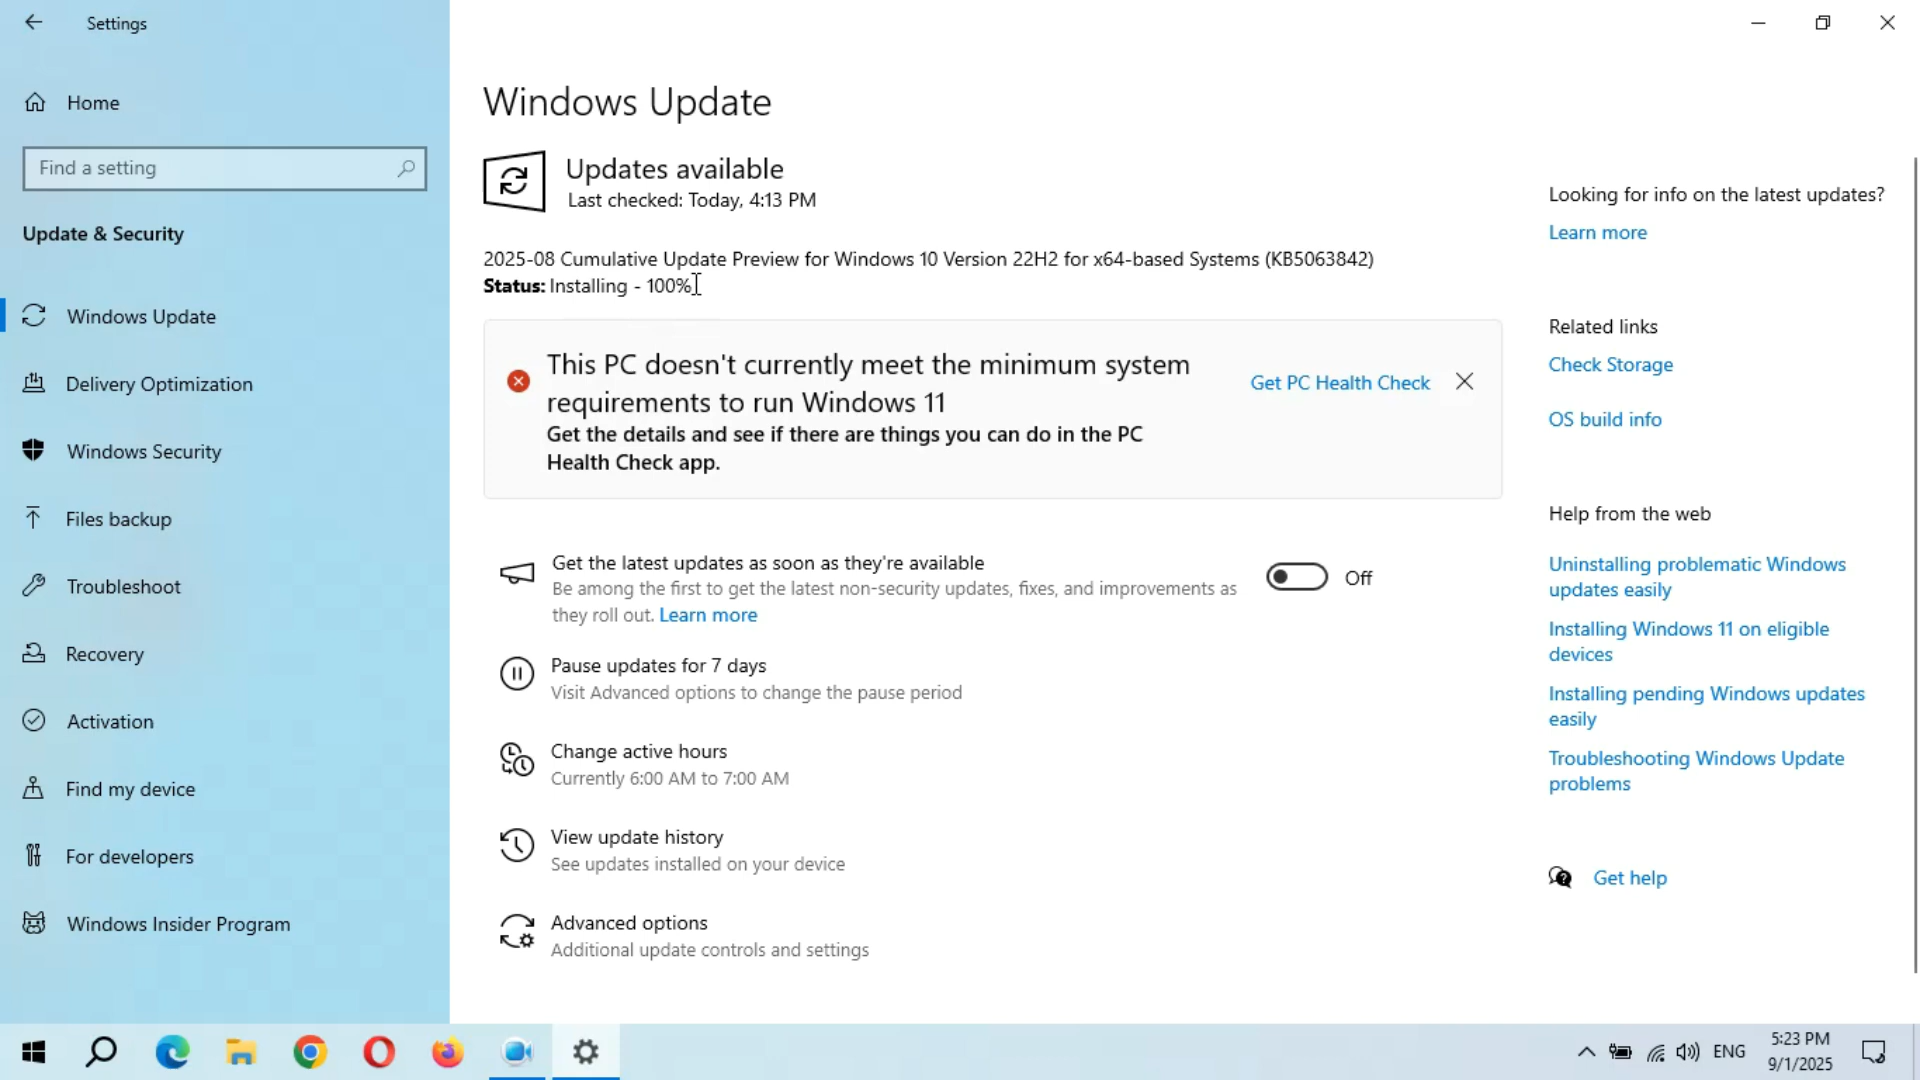 Settings
Home
Find a setting
Update & Security
Windows Update
Delivery Optimization
Windows Security
Files backup
Troubleshoot
Recovery
Activation
Find my device
For developers
Windows Insider Program
Windows Update
Updates available
Last checked: Today, 4:13 PM
2025-08 Cumulative Update Preview for Windows 10 Version 22H2 for x64-based Systems (KB5063842)
Status: Installing - 100%
This PC doesn't currently meet the minimum system
requirements to run Windows 11
Get the details and see if there are things you can do in the PC
Health Check app.
Get PC Health Check
Get the latest updates as soon as they're available
Be among the first to get the latest non-security updates, fixes, and improvements as
they roll out. Learn more
Off
Pause updates for 7 days
Visit Advanced options to change the pause period
Change active hours
Currently 6:00 AM to 7:00 AM
View update history
See updates installed on your device
Advanced options
Additional update controls and settings
Looking for info on the latest updates?
Learn more
Related links
Check Storage
OS build info
Help from the web
Uninstalling problematic Windows
updates easily
Installing Windows 11 on eligible
devices
Installing pending Windows updates
easily
Troubleshooting Windows Update
problems
Get help
ENG
5:23 PM
9/1/2025